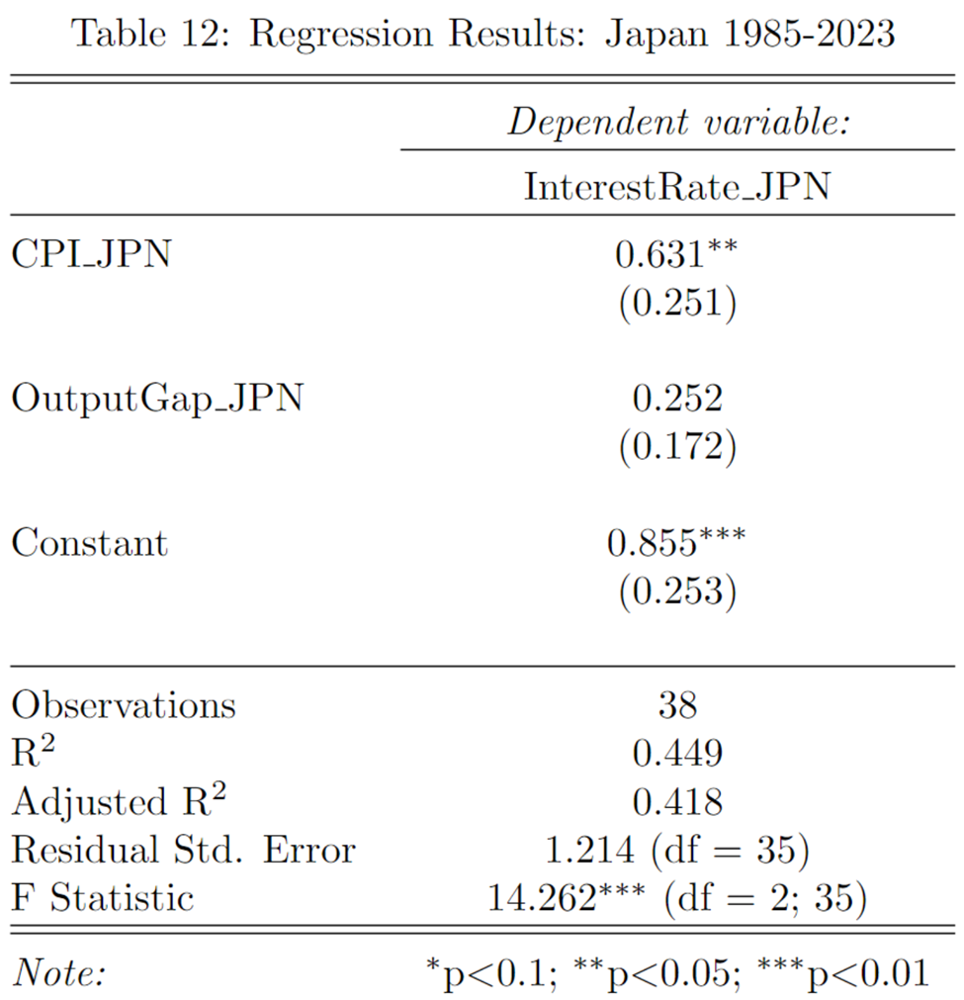 Table 12: Regression Results: Japan 1985-2023
Dependent variable:
InterestRate_JPN
CPI_JPN 0.631**
(0.251)
OutputGap_JPN 0.252
(0.172)
Constant 0.855***
(0.253)
Observations 38
R² 0.449
Adjusted R² 0.418
Residual Std. Error 1.214 (df = 35)
F Statistic 14.262*** (df = 2; 35)
Note: *p<0.1; **p<0.05; ***p<0.01